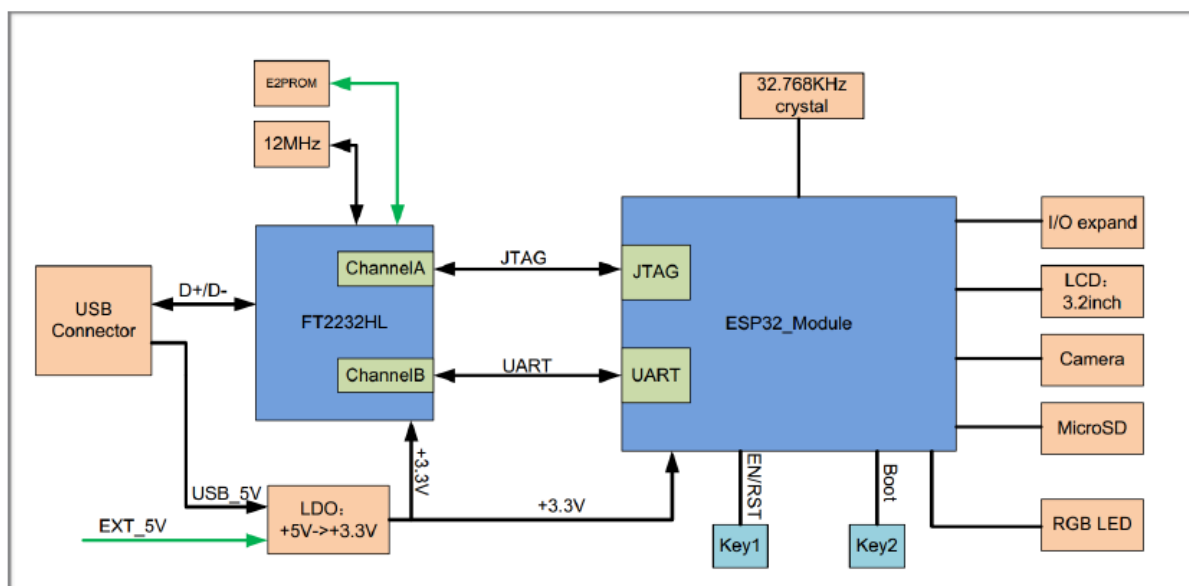 E2PROM
12MHz
32.768KHz
crystal
USB
Connector
D+/D-
FT2232HL
ChannelA
ChannelB
JTAG
UART
JTAG
UART
ESP32_Module
I/O expand
LCD：
3.2inch
Camera
MicroSD
RGB LED
USB_5V
EXT_5V
LDO：
+5V->+3.3V
+3.3V
+3.3V
EN/RST
Boot
Key1
Key2